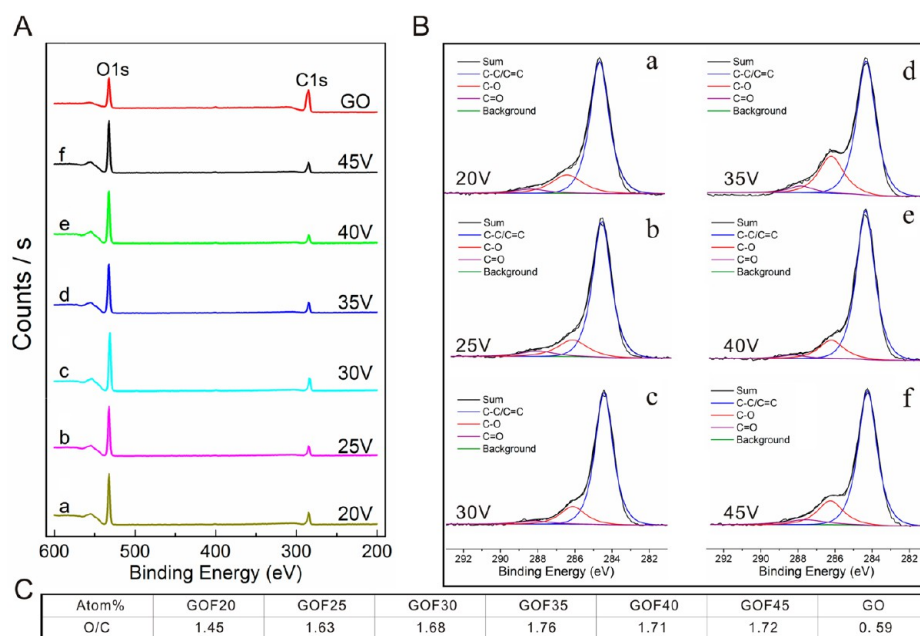 A
O1s
C1s
GO
f
45V
e
40V
d
35V
c
30V
b
25V
a
20V
Counts / s
600 500 400 300 200
Binding Energy (eV)
B
Sum
C-C/C=C
C-O
C=O
Background
a
20V
Sum
C-C/C=C
C-O
C=O
Background
d
35V
Sum
C-C/C=C
C-O
C=O
Background
b
25V
Sum
C-C/C=C
C-O
C=O
Background
e
40V
Sum
C-C/C=C
C-O
C=O
Background
c
30V
292 290 288 286 284 282
Binding Energy (eV)
Sum
C-C/C=C
C-O
C=O
Background
f
45V
292 290 288 286 284 282
Binding Energy (eV)
C
Atom% GOF20 GOF25 GOF30 GOF35 GOF40 GOF45 GO
O/C 1.45 1.63 1.68 1.76 1.71 1.72 0. 59